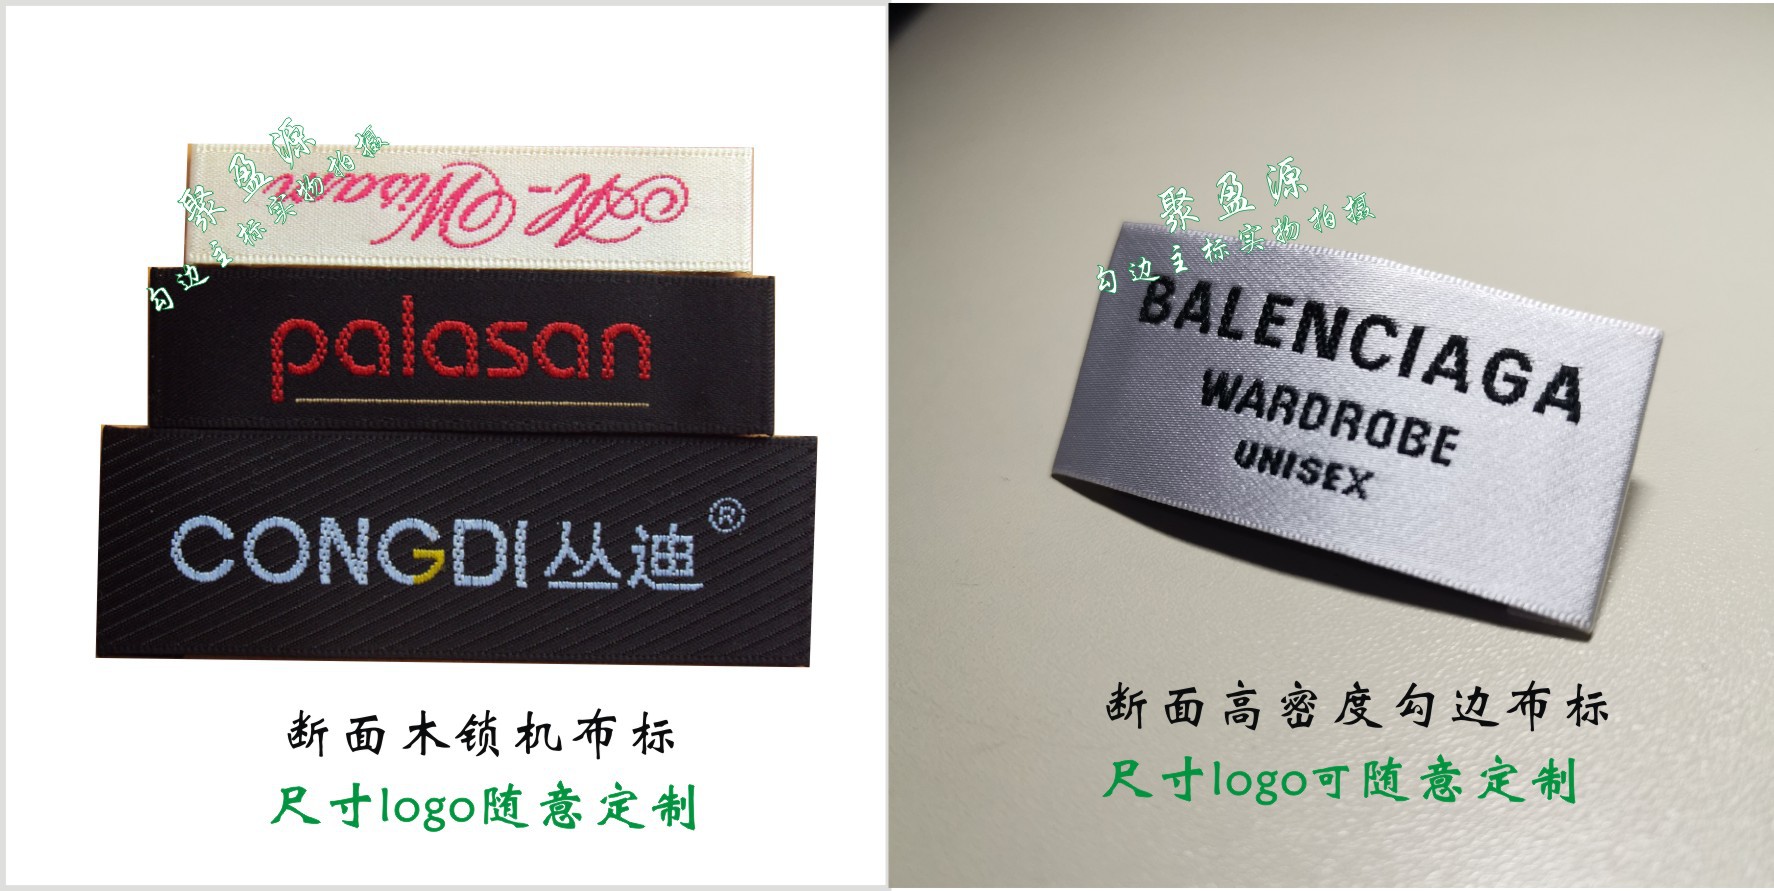 聚盈源
勾边主标实物拍摄
M-Wisan
palasan
CONGDI丛迪®
断面木锁机布标
尺寸logo随意定制
聚盈源
勾边主标实物拍摄
BALENCIAGA
WARDROBE
UNISEX
断面高密度勾边布标
尺寸logo可随意定制